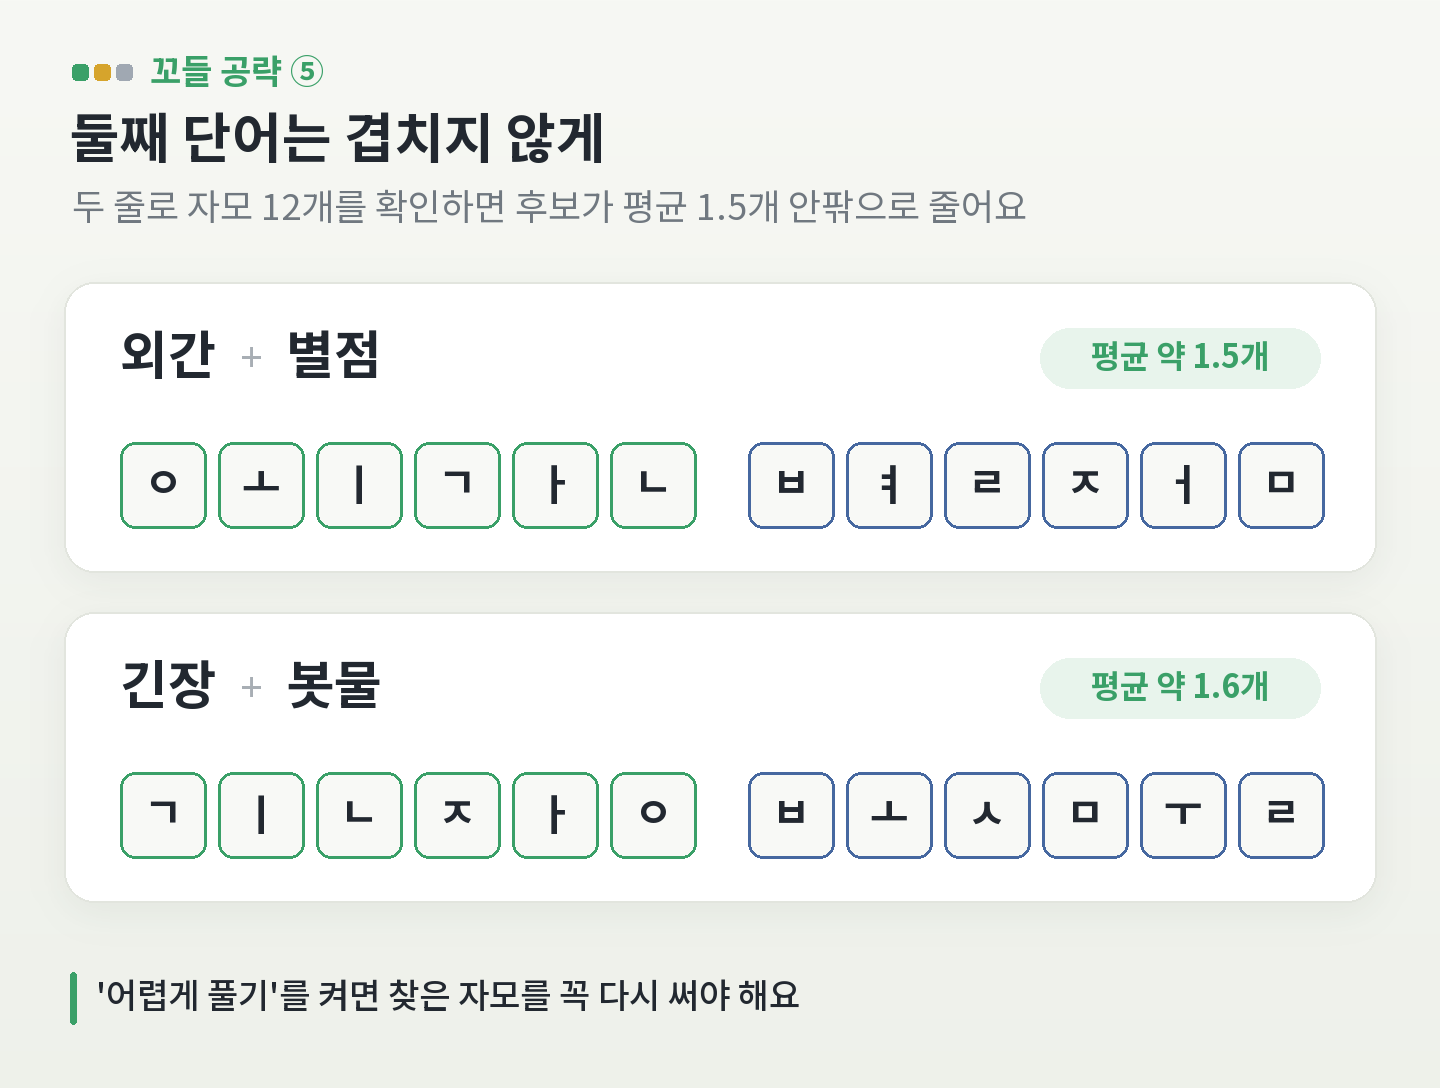 꼬들 공략 ⑤
둘째 단어는 겹치지 않게
두 줄로 자모 12개를 확인하면 후보가 평균 1.5개 안팎으로 줄어요
외간 + 별점
평균 약 1.5개
ㅇ ㅗ ㅣ ㄱ ㅏ ㄴ ㅂ ㅕ ㄹ ㅈ ㅓ ㅁ
긴장 + 봇물
평균 약 1.6개
ㄱ ㅣ ㄴ ㅈ ㅏ ㅇ ㅂ ㅗ ㅅ ㅁ ㅜ ㄹ
'어렵게 풀기'를 켜면 찾은 자모를 꼭 다시 써야 해요